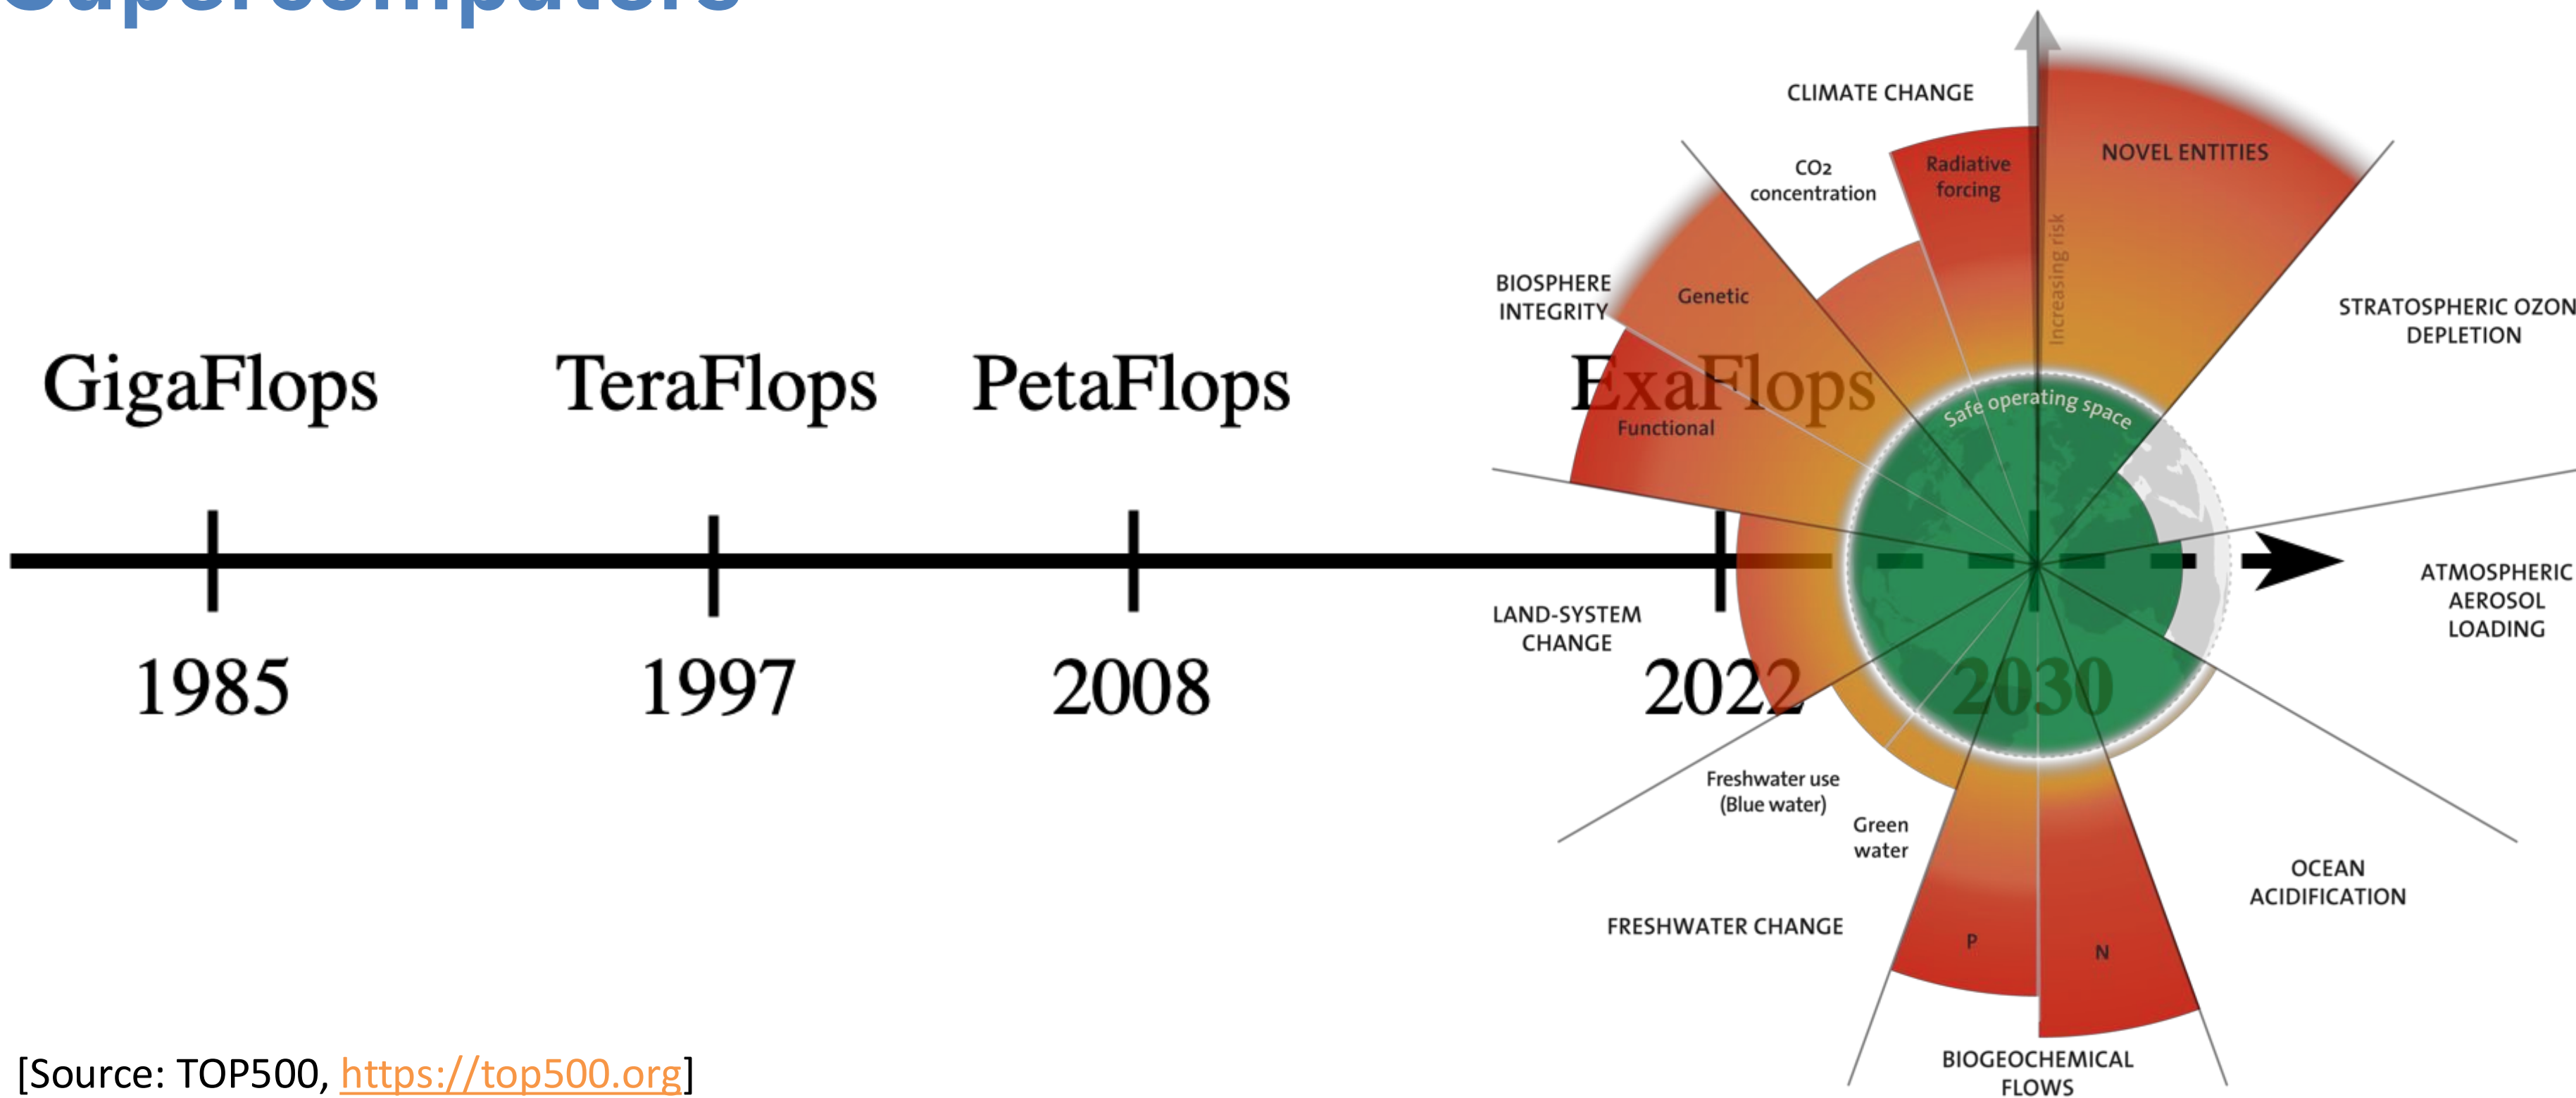 Supercomputers
CLIMATE CHANGE
CO2
concentration
Radiative
forcing
NOVEL ENTITIES
Increasing risk
BIOSPHERE
INTEGRITY
Genetic
Functional
STRATOSPHERIC OZON
DEPLETION
Safe operating space
GigaFlops
TeraFlops
PetaFlops
ExaFlops
1985
1997
2008
2022
2030
LAND-SYSTEM
CHANGE
ATMOSPHERIC
AEROSOL
LOADING
Freshwater use
(Blue water)
Green
water
FRESHWATER CHANGE
P
N
OCEAN
ACIDIFICATION
BIOGEOCHEMICAL
FLOWS
[Source: TOP500, https://top500.org]